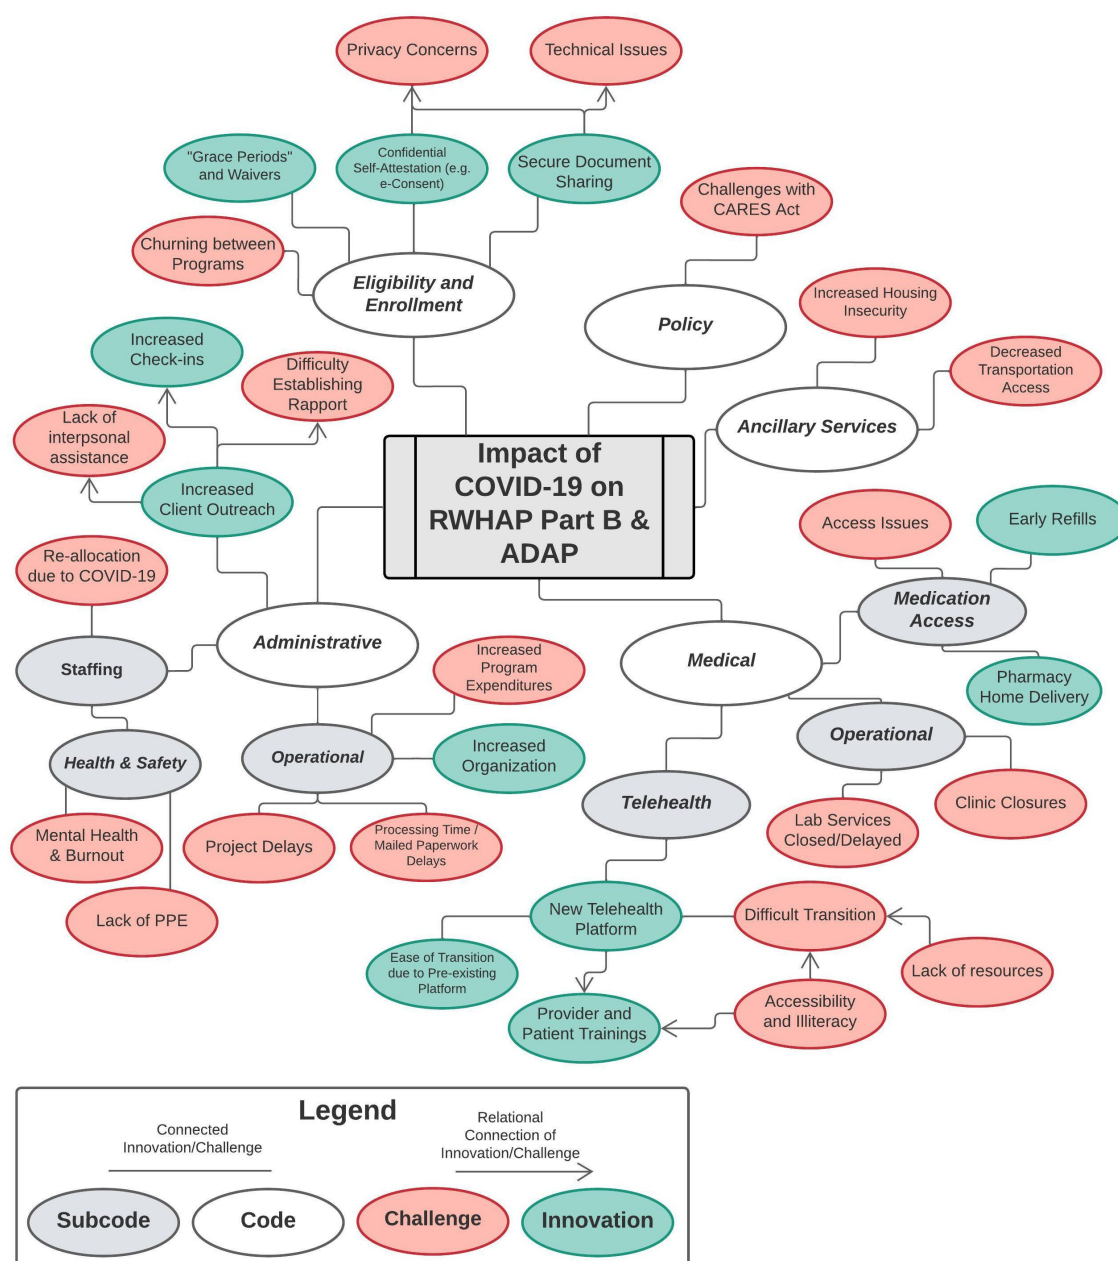 Privacy Concerns
Technical Issues
"Grace Periods"
and Waivers
Confidential
Self-Attestation (e.g.
e-Consent)
Secure Document
Sharing
Challenges with
CARES Act
Churning between
Programs
Eligibility and
Enrollment
Policy
Increased Housing
Insecurity
Increased
Check-ins
Difficulty
Establishing
Rapport
Decreased
Transportation
Access
Lack of
interpsonal
assistance
Ancillary Services
Impact of
COVID-19 on
RWHAP Part B &
ADAP
Increased
Client Outreach
Access Issues
Early Refills
Re-allocation
due to COVID-19
Medication
Access
Staffing
Administrative
Increased
Program
Expenditures
Medical
Pharmacy
Home Delivery
Health & Safety
Operational
Increased
Organization
Operational
Telehealth
Clinic Closures
Mental Health
& Burnout
Project Delays
Processing Time /
Mailed Paperwork
Delays
Lab Services
Closed/Delayed
Lack of PPE
New Telehealth
Platform
Difficult Transition
Ease of Transition
due to Pre-existing
Platform
Lack of resources
Provider and
Patient Trainings
Accessibility
and Illiteracy
Legend
Connected
Innovation/Challenge
Relational
Connection of
Innovation/Challenge
Subcode
Code
Challenge
Innovation